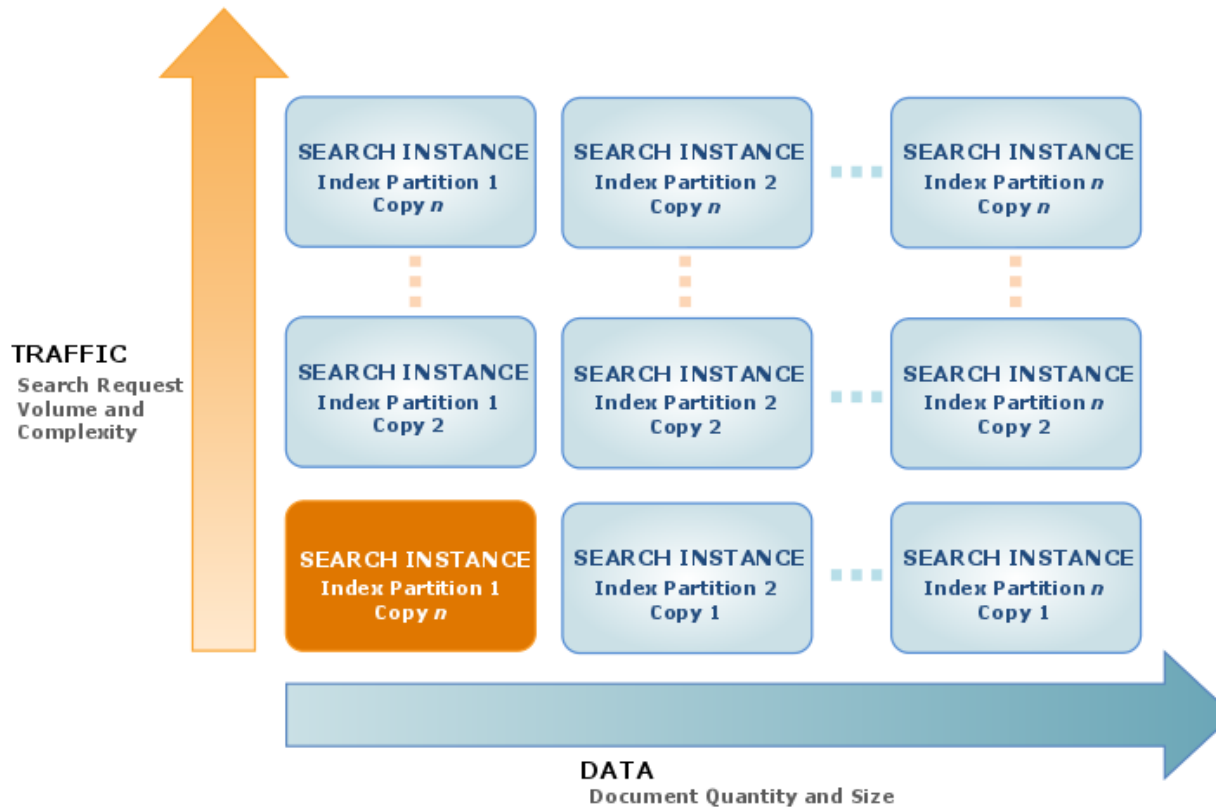 SEARCH INSTANCE
Index Partition 1
Copy n
SEARCH INSTANCE
Index Partition 2
Copy n
SEARCH INSTANCE
Index Partition n
Copy n
TRAFFIC
Search Request
Volume and
Complexity
SEARCH INSTANCE
Index Partition 1
Copy 2
SEARCH INSTANCE
Index Partition 2
Copy 2
SEARCH INSTANCE
Index Partition n
Copy 2
SEARCH INSTANCE
Index Partition 1
Copy n
SEARCH INSTANCE
Index Partition 2
Copy 1
SEARCH INSTANCE
Index Partition n
Copy 1
DATA
Document Quantity and Size